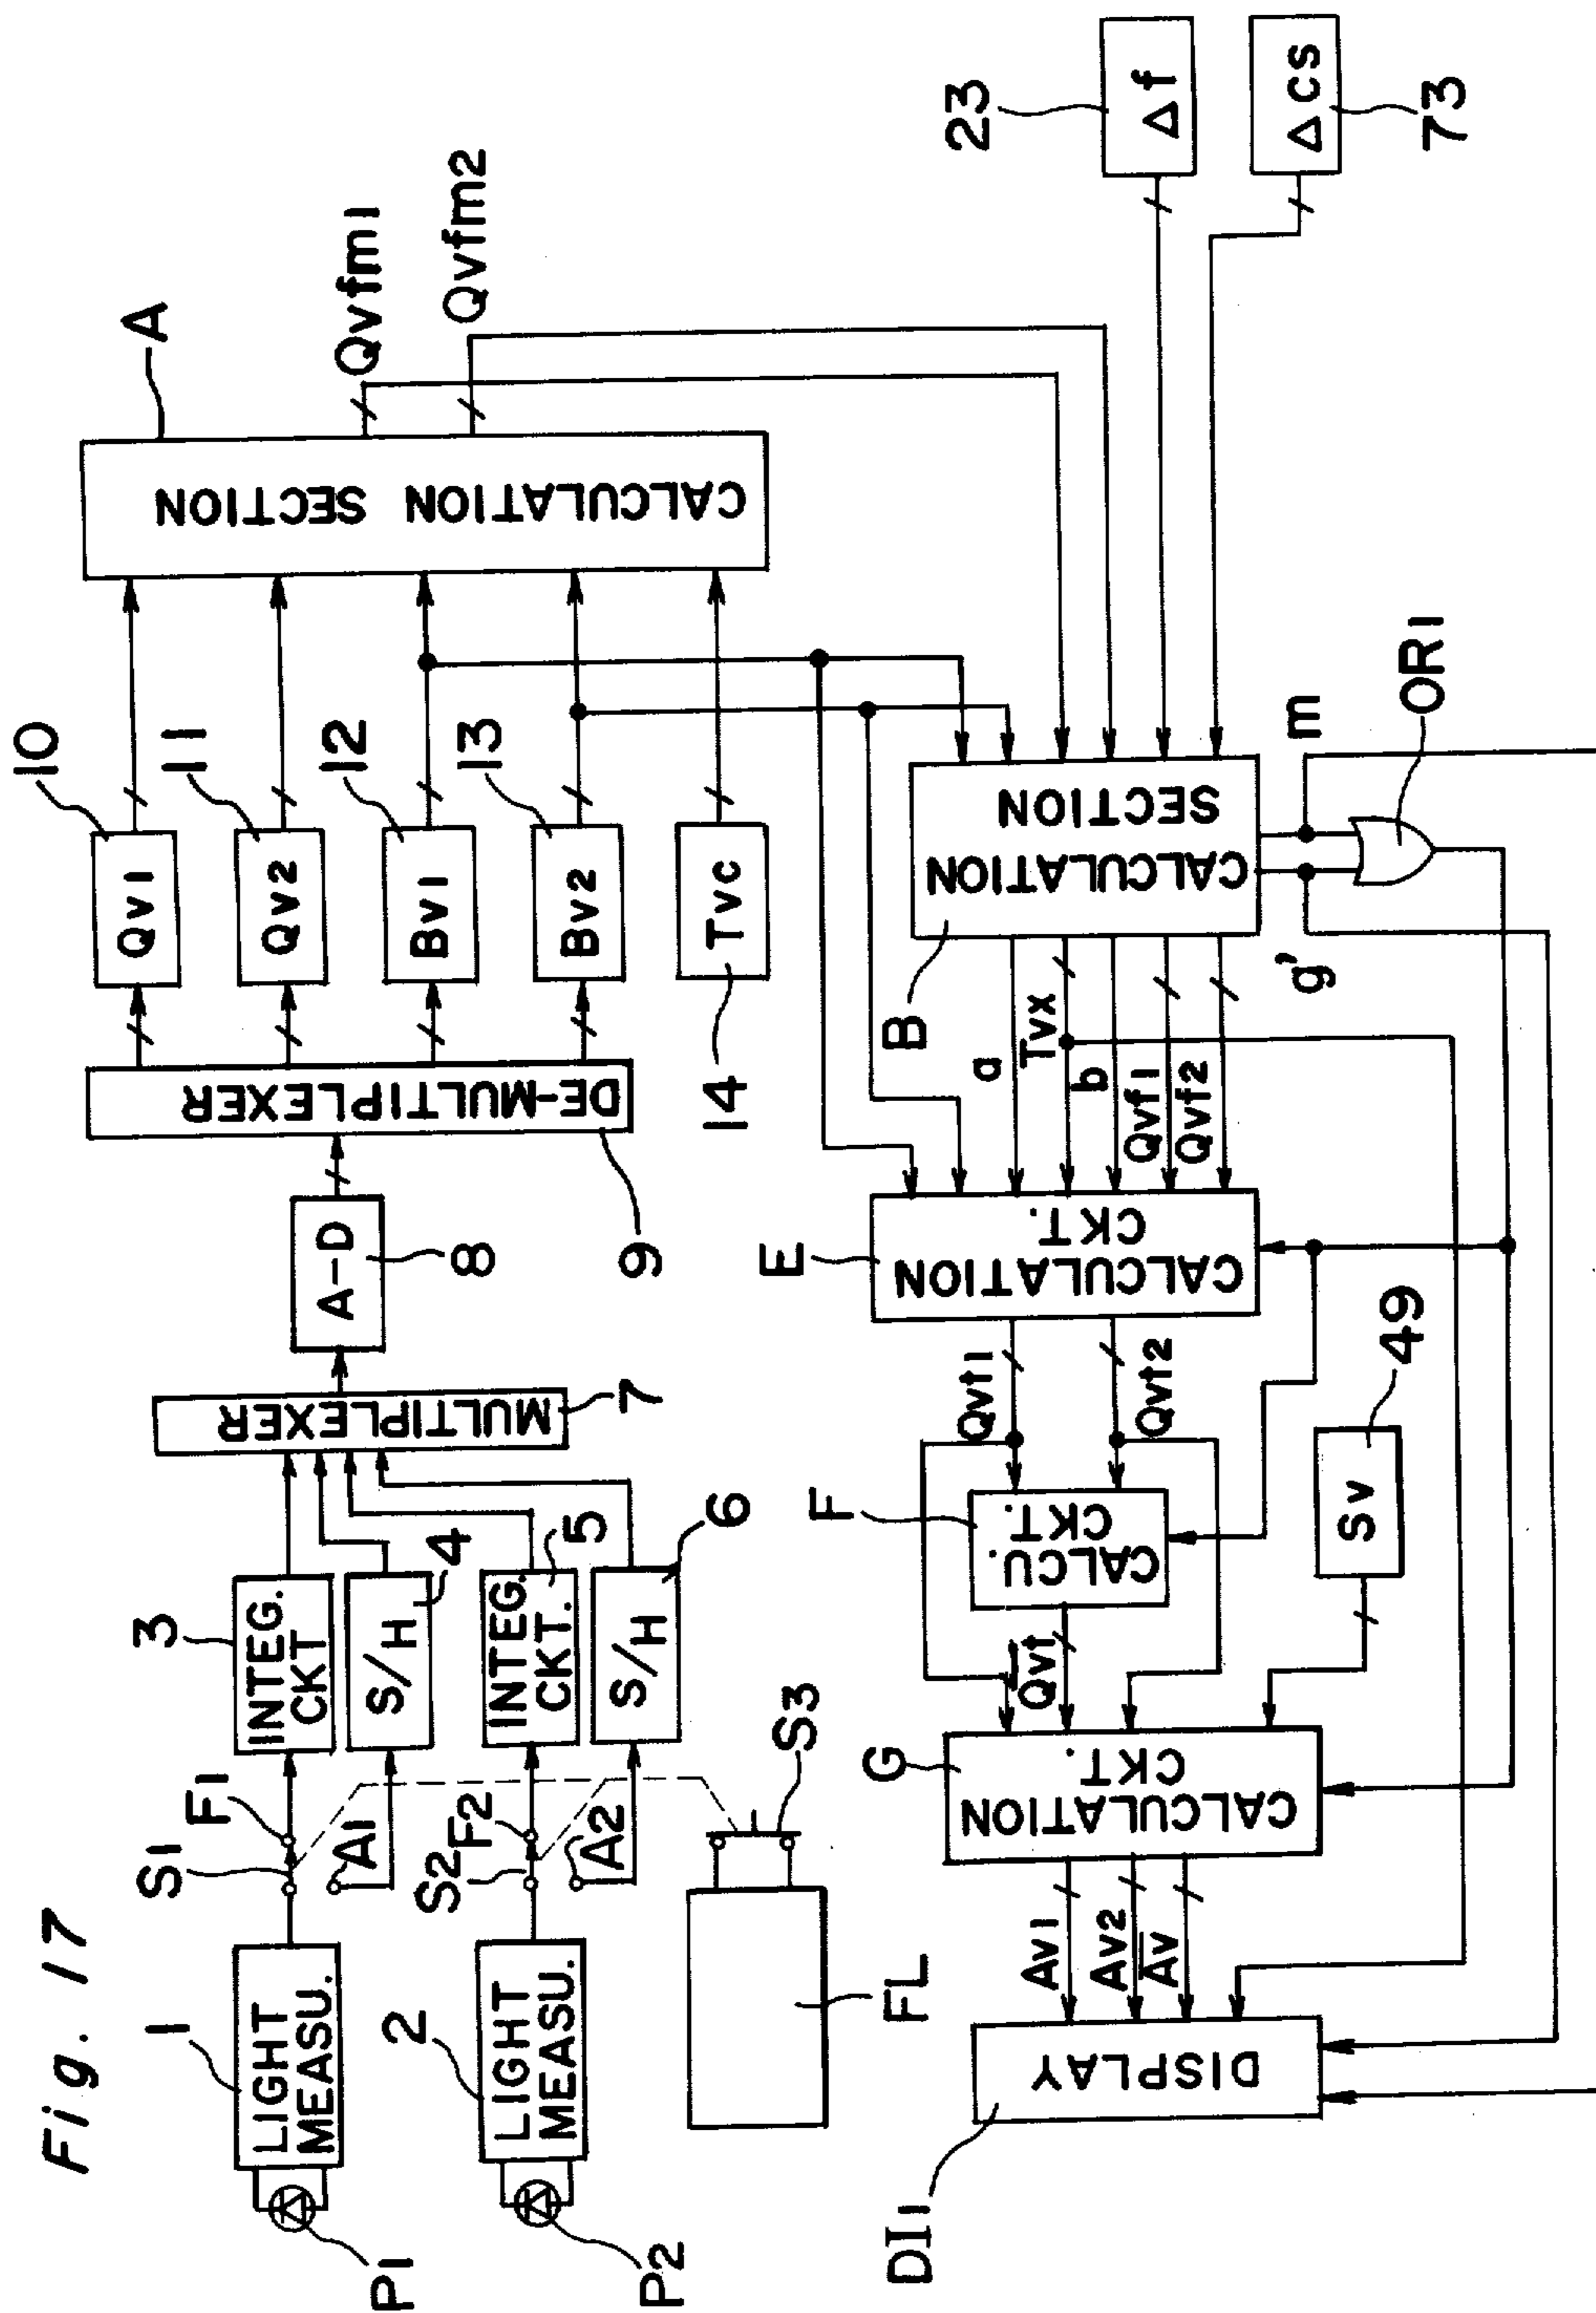 Fig. 17
1
LIGHT
MEASU.
P1
S1
F1
A1
3
INTEG.
CKT
S/H
4
2
LIGHT
MEASU.
P2
S2
F2
A2
5
INTEG.
CKT.
S/H
6
FL
S3
MULTIPLEXER
7
A-D
8
DE-MULTIPLEXER
9
10
Qv1
11
Qv2
12
Bv1
13
Bv2
Tvc
14
CALCULATION SECTION
A
Qvfm1
Qvfm2
23
Δf
Δcs
73
CALCULATION
SECTION
B
m
g'
OR1
a
Tvx
b
Qvf1
Qvf2
E
CALCULATION
CKT.
Qvt1
Qvt2
F
CALCU.
CKT.
Q̅v̅t̅
Sv
49
G
CALCULATION
CKT.
Av1
Av2
A̅v̅
DISPLAY
DI1